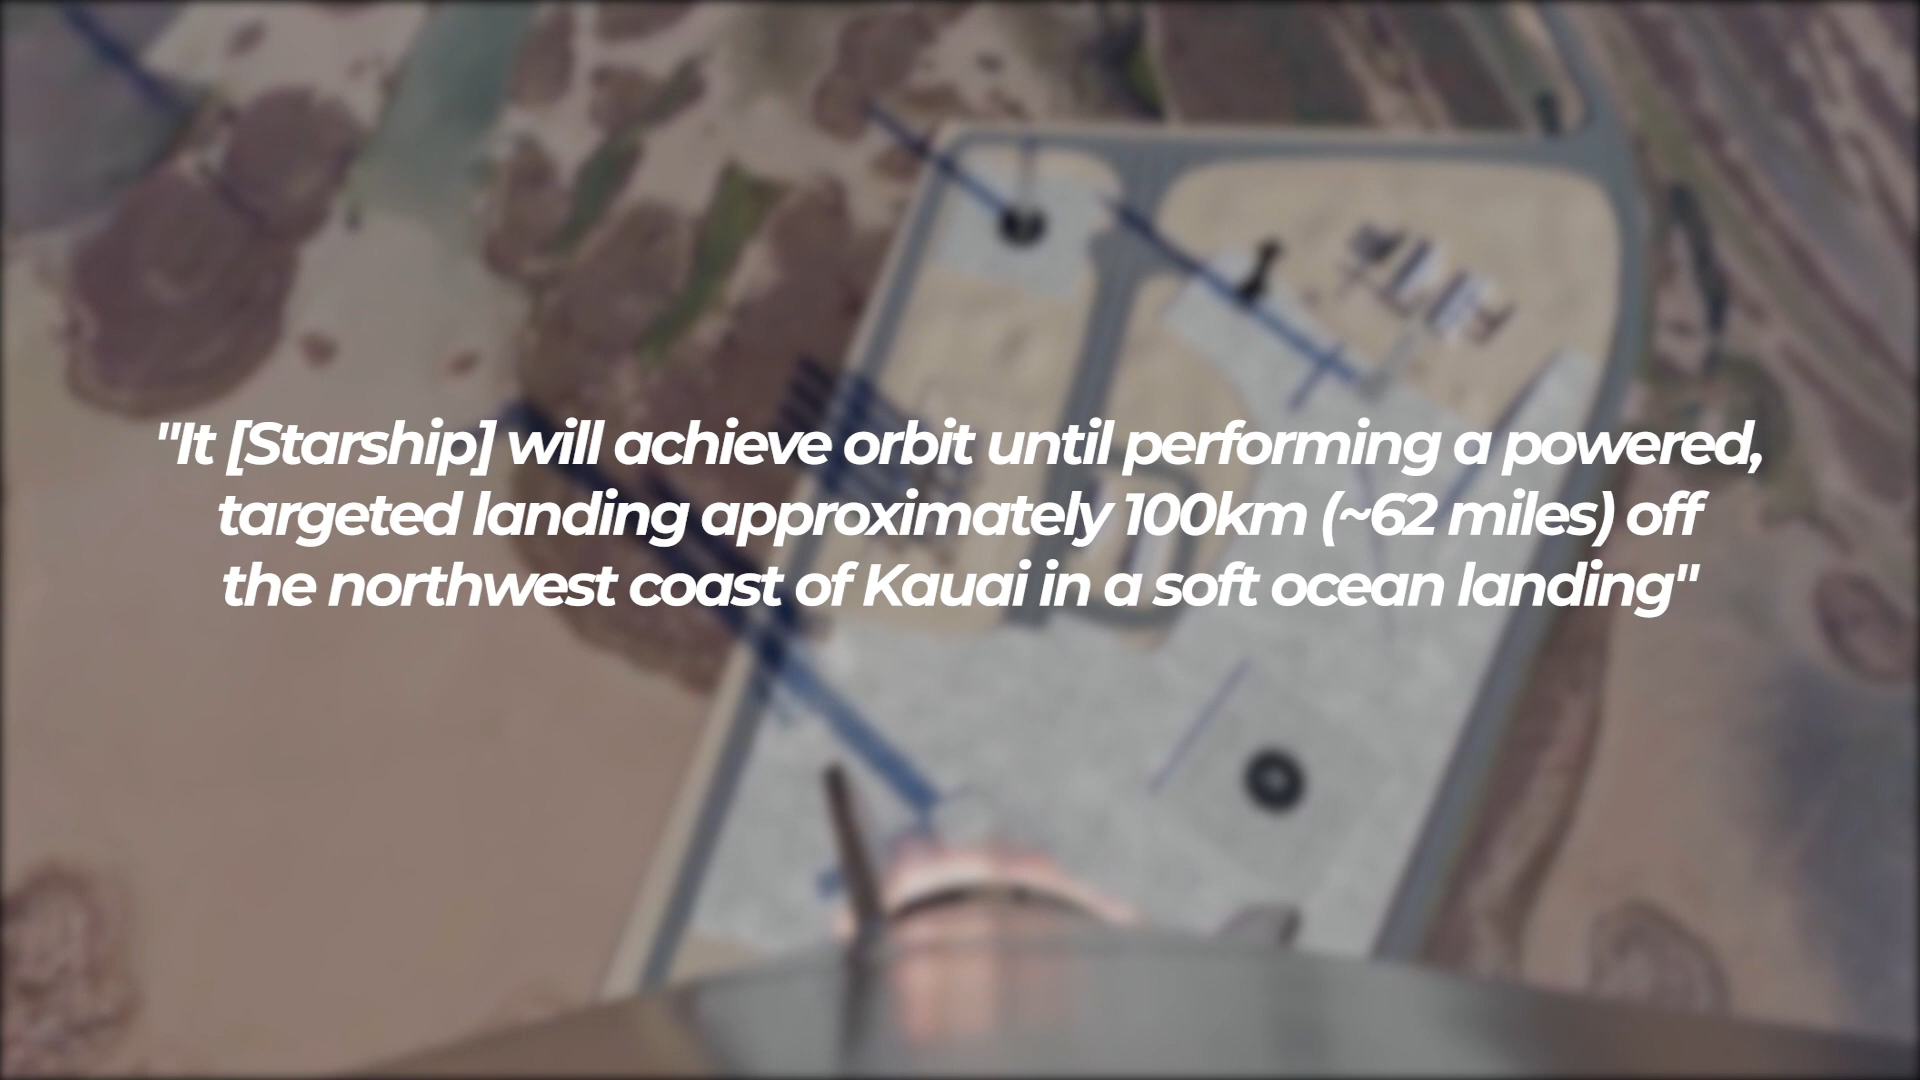 "It [Starship] will achieve orbit until performing a powered,
targeted landing approximately 100km (~62 miles) off
the northwest coast of Kauai in a soft ocean landing"